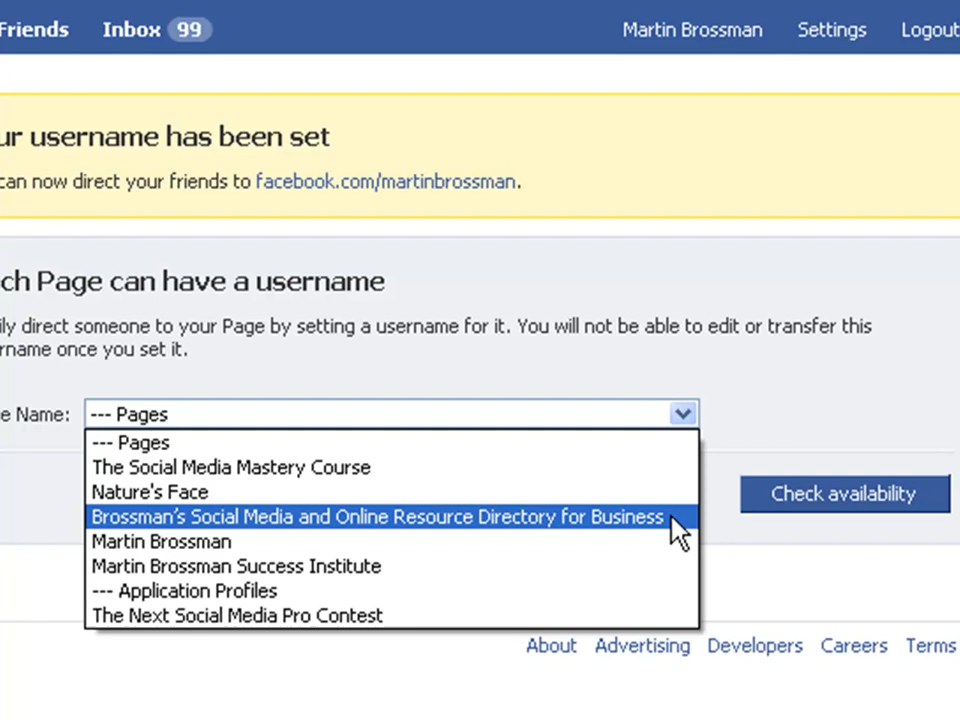 Friends Inbox 99 Martin Brossman Settings Logout
ur username has been set
can now direct your friends to facebook.com/martinbrossman.
ch Page can have a username
ily direct someone to your Page by setting a username for it. You will not be able to edit or transfer this
rname once you set it.
e Name: --- Pages
--- Pages
The Social Media Mastery Course
Nature's Face
Brossman's Social Media and Online Resource Directory for Business
Check availability
Martin Brossman
Martin Brossman Success Institute
--- Application Profiles
The Next Social Media Pro Contest
About Advertising Developers Careers Terms